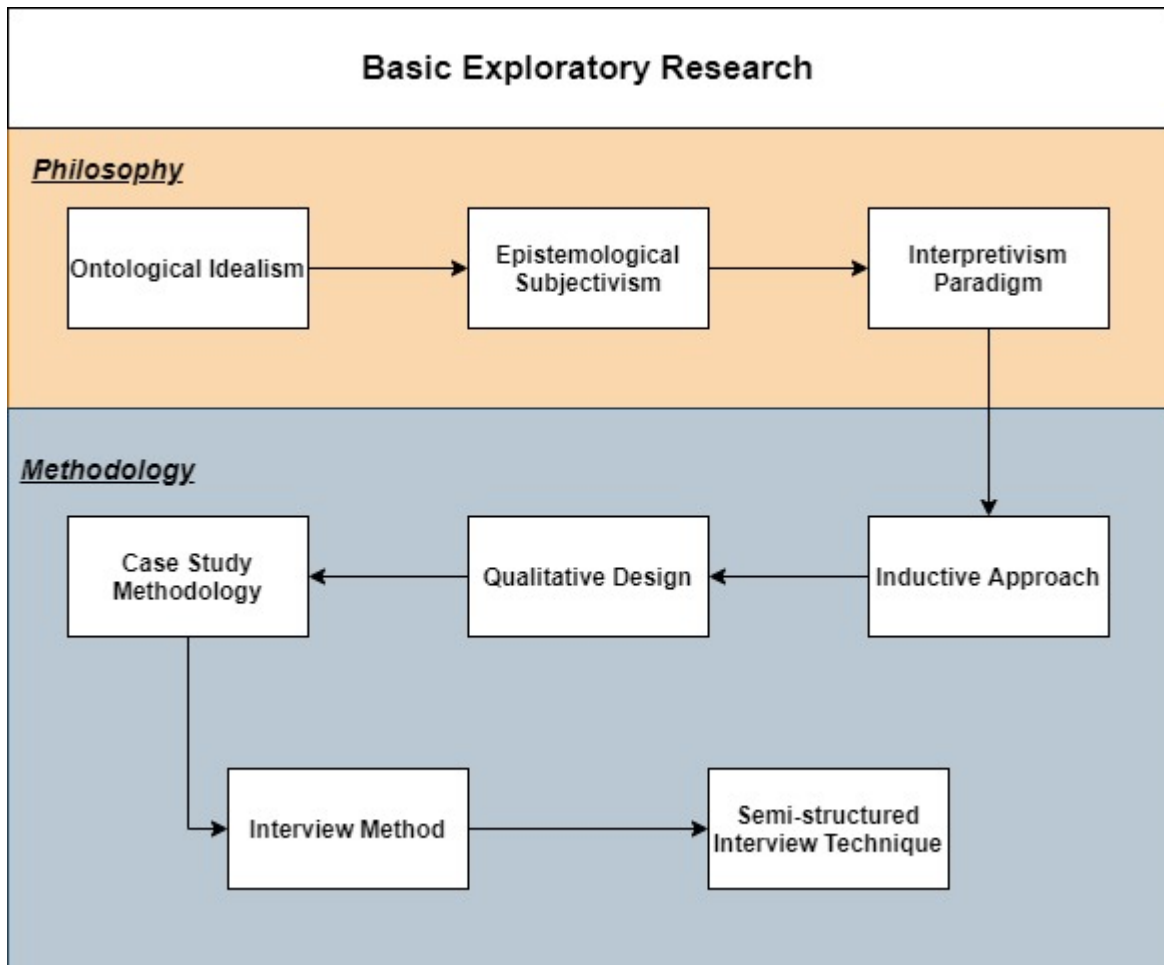 Basic Exploratory Research
Philosophy
Ontological Idealism
Epistemological
Subjectivism
Interpretivism
Paradigm
Methodology
Case Study
Methodology
Qualitative Design
Inductive Approach
Interview Method
Semi-structured
Interview Technique